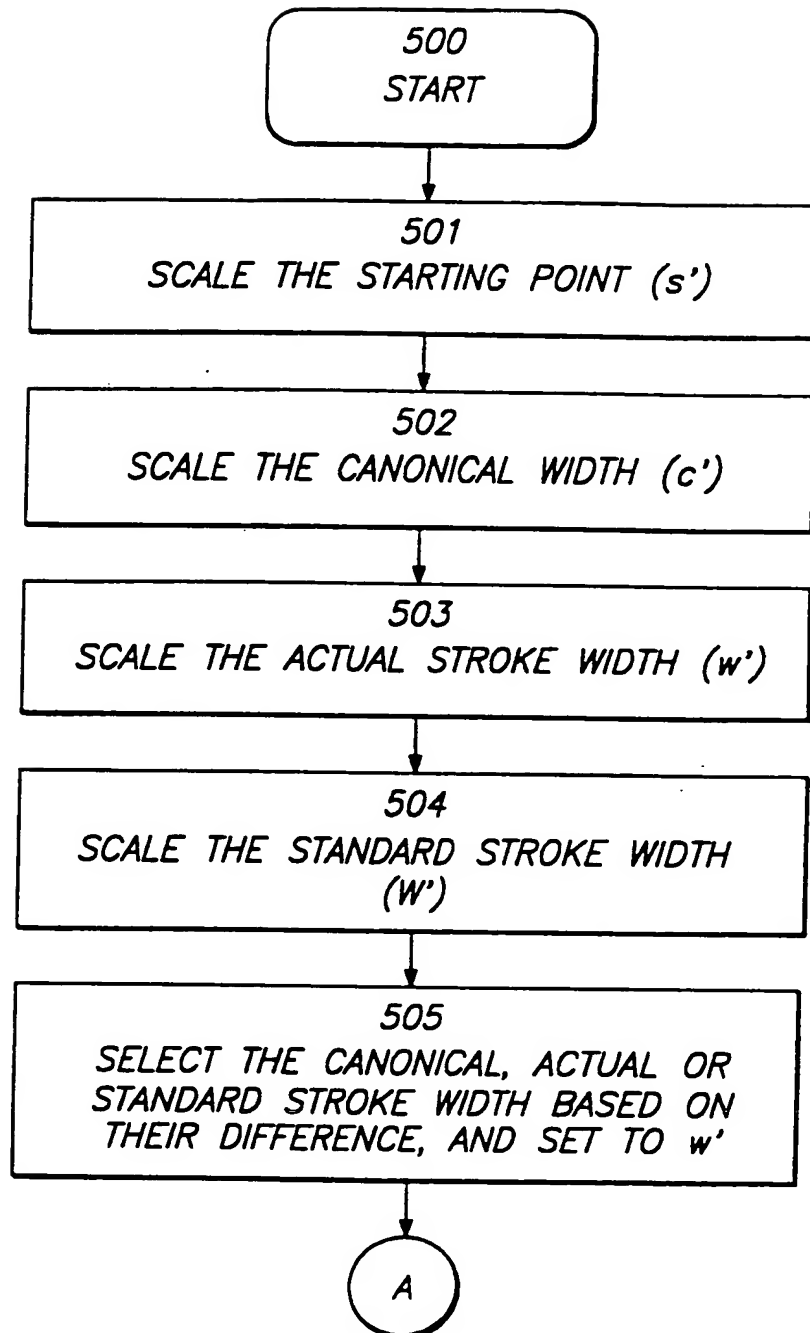 500
START
501
SCALE THE STARTING POINT (s')
502
SCALE THE CANONICAL WIDTH (c')
503
SCALE THE ACTUAL STROKE WIDTH (w')
504
SCALE THE STANDARD STROKE WIDTH
(W')
505
SELECT THE CANONICAL, ACTUAL OR
STANDARD STROKE WIDTH BASED ON
THEIR DIFFERENCE, AND SET TO w'
A